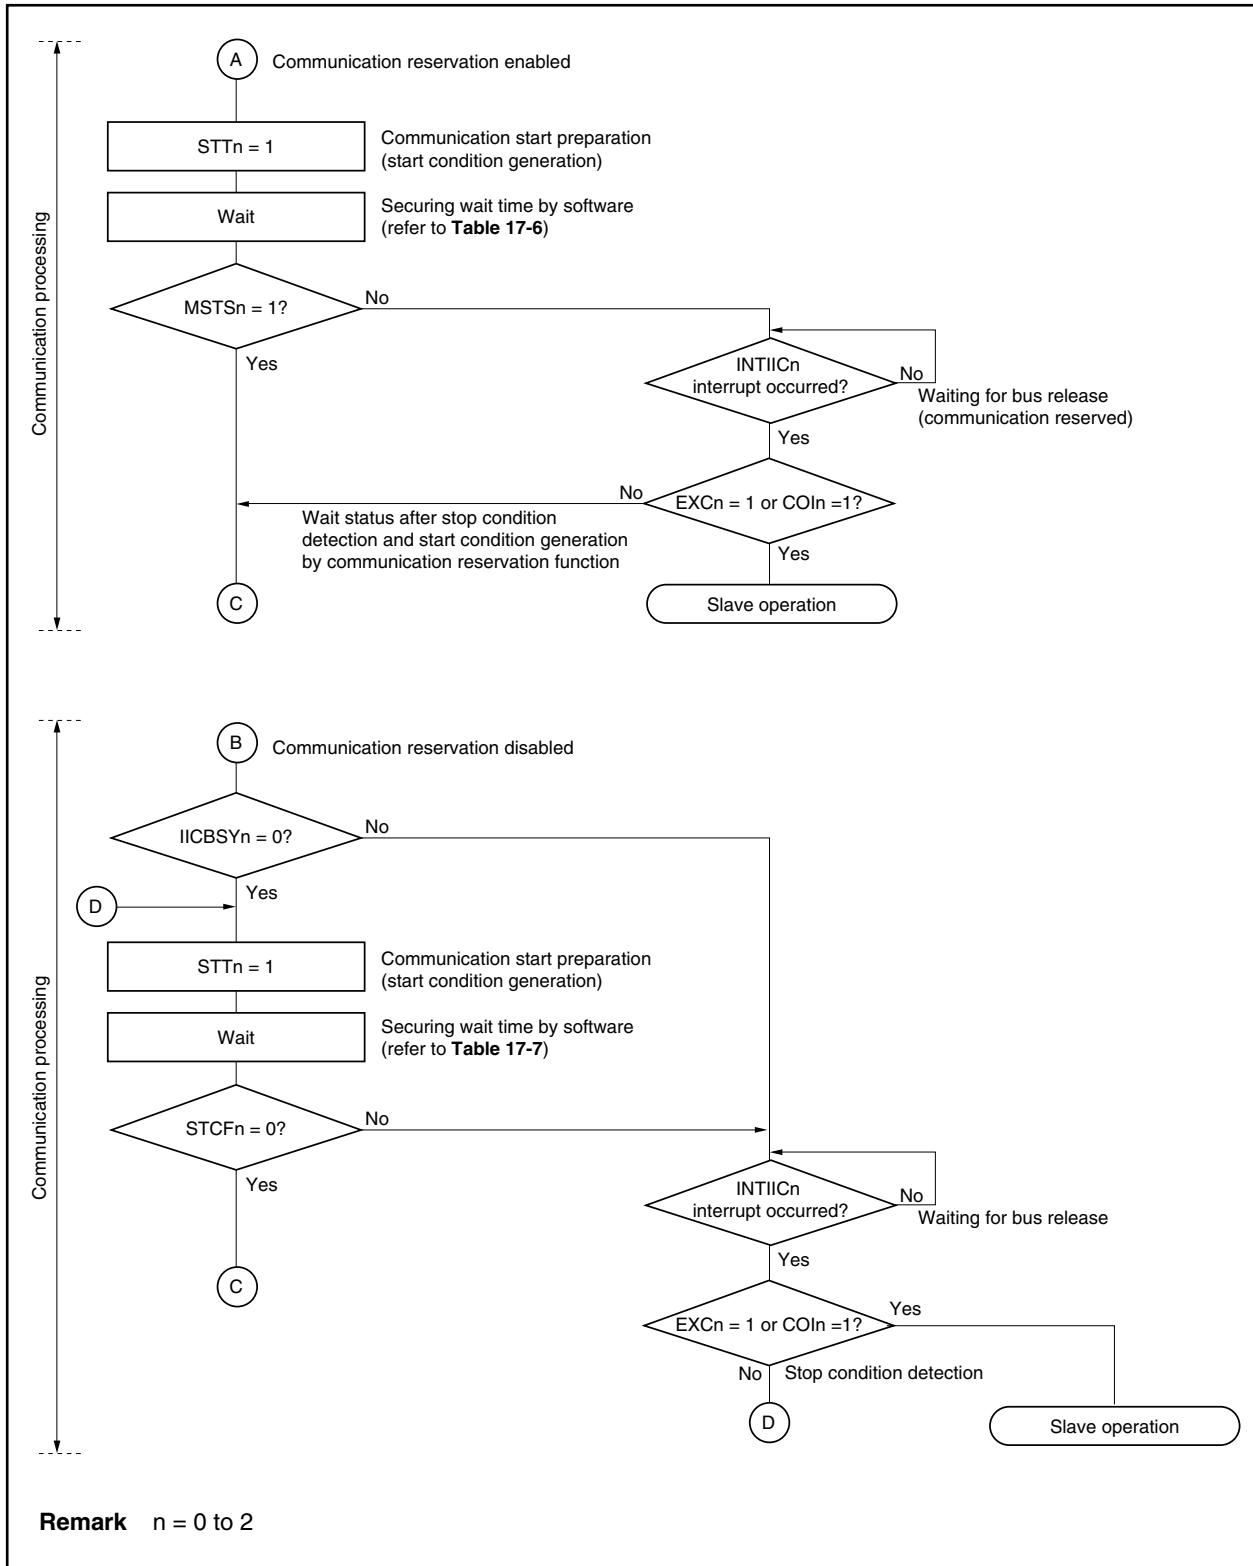 A
Communication reservation enabled
STTn = 1
Communication start preparation
(start condition generation)
Wait
Securing wait time by software
(refer to Table 17-6)
Communication processing
MSTSn = 1?
No
Yes
INTIICn
interrupt occurred?
No
Waiting for bus release
(communication reserved)
Yes
EXCn = 1 or COIn =1?
No
Wait status after stop condition
detection and start condition generation
by communication reservation function
Yes
C
Slave operation
B
Communication reservation disabled
IICBSYn = 0?
No
Yes
D
STTn = 1
Communication start preparation
(start condition generation)
Wait
Securing wait time by software
(refer to Table 17-7)
Communication processing
STCFn = 0?
No
Yes
INTIICn
interrupt occurred?
No
Waiting for bus release
Yes
C
EXCn = 1 or COIn =1?
Yes
No
Stop condition detection
D
Slave operation
Remark n = 0 to 2